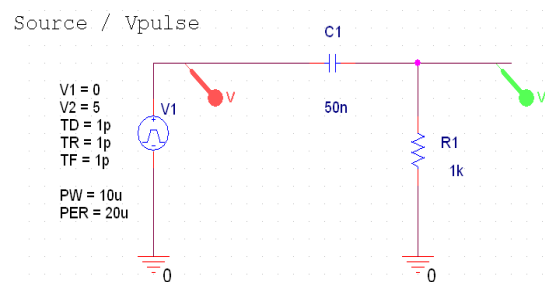 Source / Vpulse
C1
V
V
V1 = 0
V2 = 5
TD = 1p
TR = 1p
TF = 1p
V1
50n
R1
1k
PW = 10u
PER = 20u
0
0